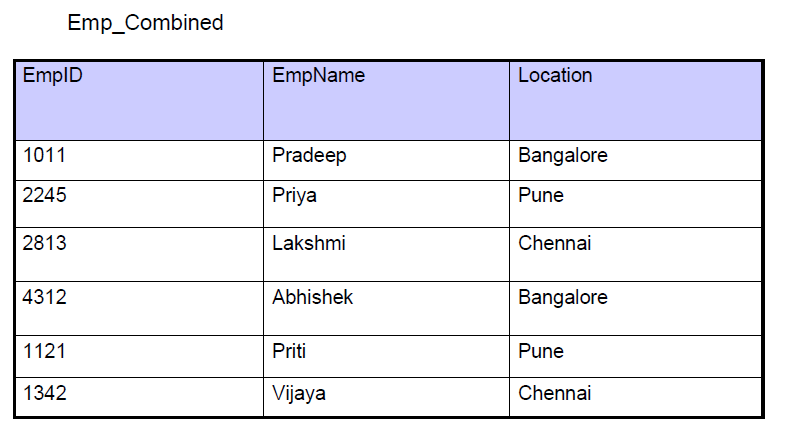 Emp_Combined
EmpID EmpName Location
1011 Pradeep Bangalore
2245 Priya Pune
2813 Lakshmi Chennai
4312 Abhishek Bangalore
1121 Priti Pune
1342 Vijaya Chennai